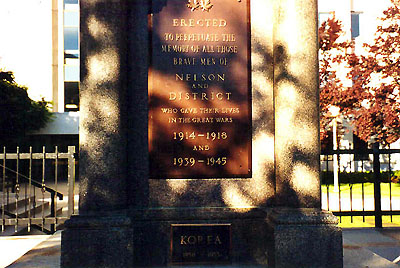 ERECTED
TO PERPETUATE THE
MEMORY OF ALL THOSE
BRAVE MEN OF
NELSON
AND
DISTRICT
WHO GAVE THEIR LIVES
IN THE GREAT WARS
1914-1918
AND
1939-1945
KOREA